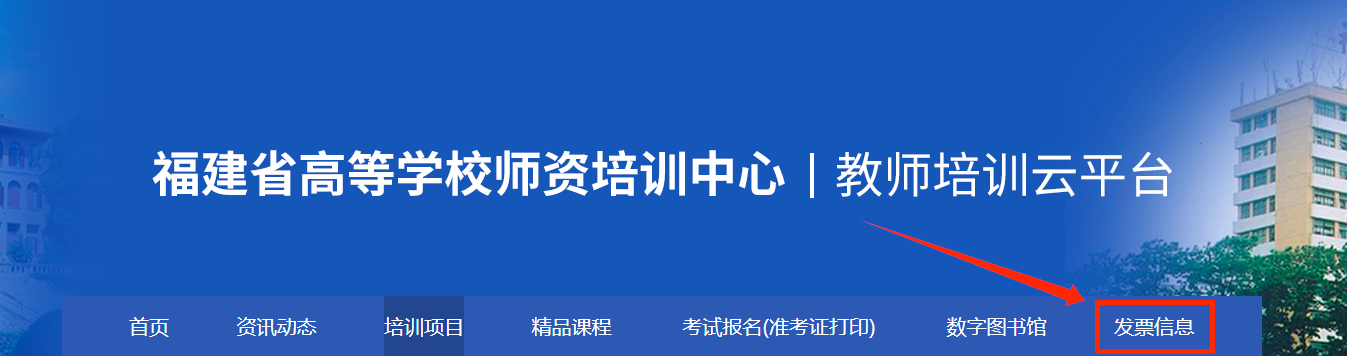 福建省高等学校师资培训中心 | 教师培训云平台
首页 资讯动态 培训项目 精品课程 考试报名(准考证打印) 数字图书馆 发票信息